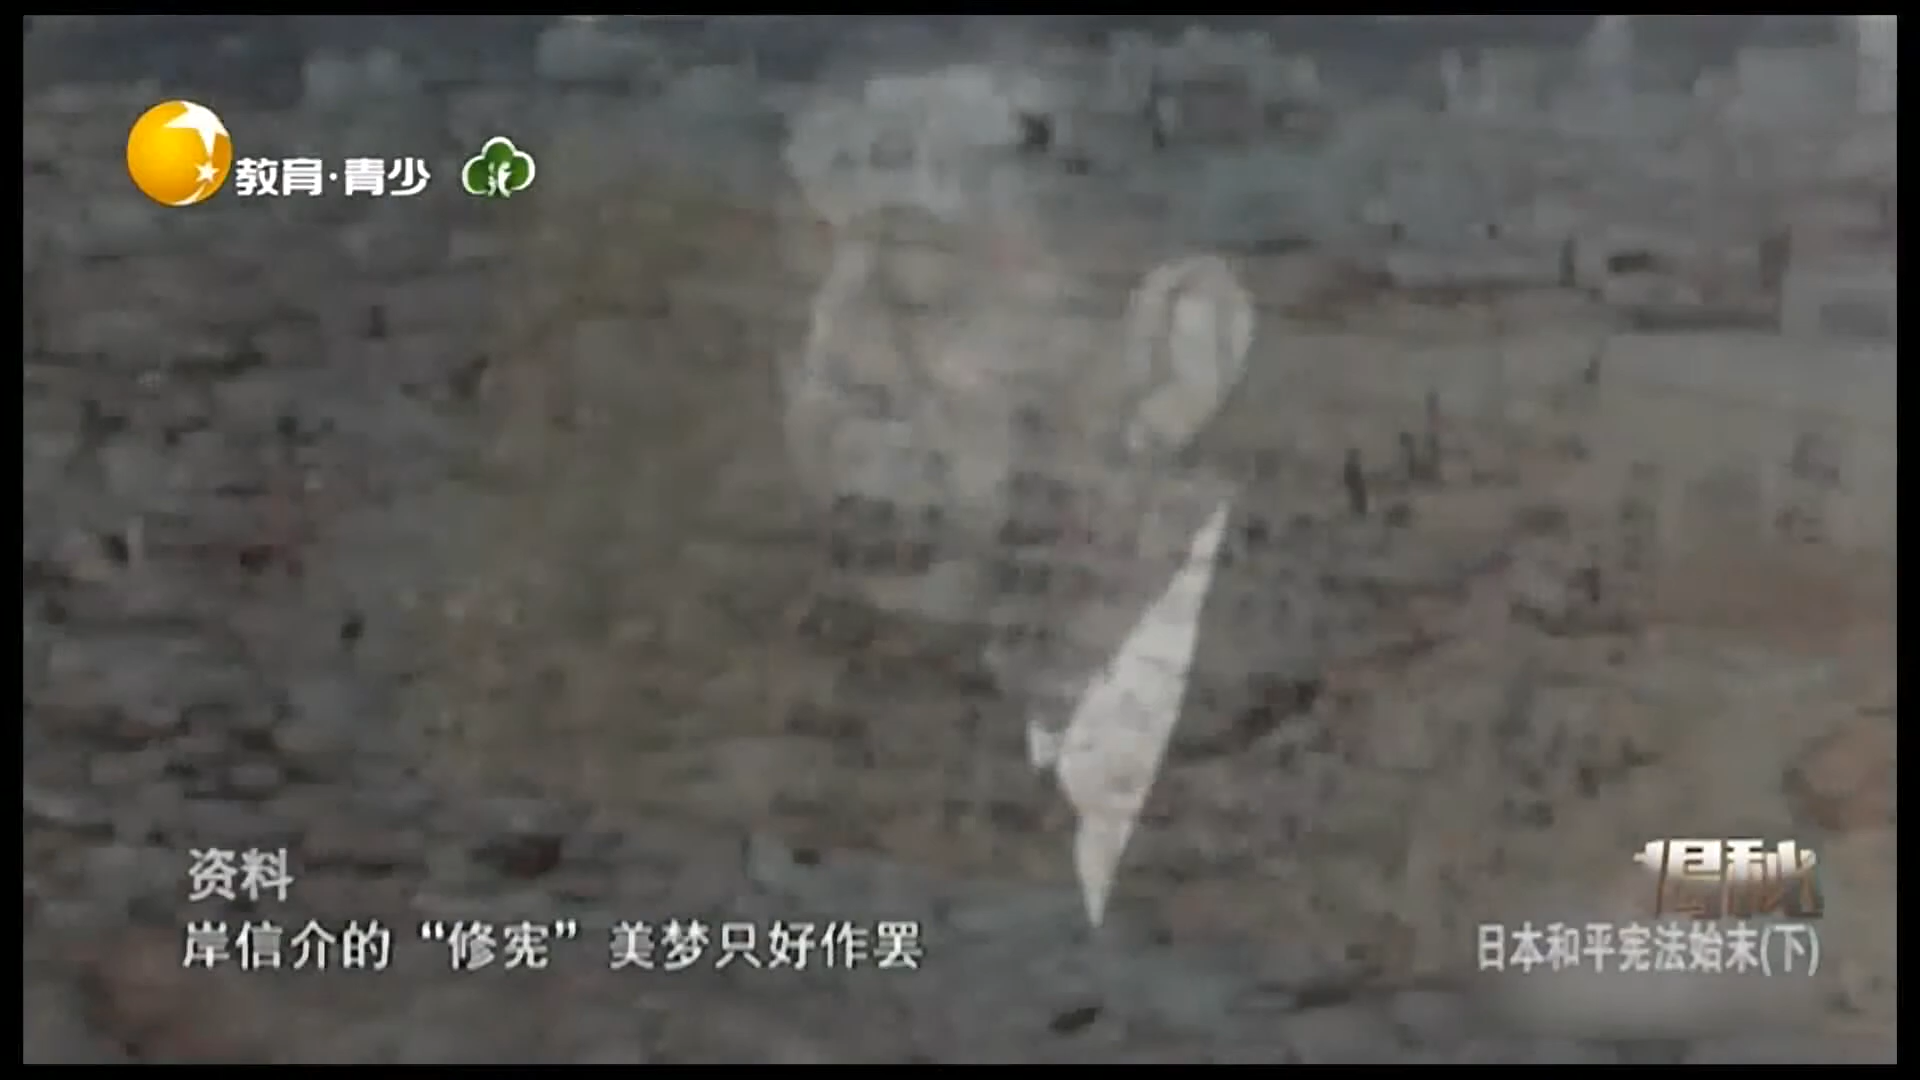 教育·青少
资料
岸信介的“修宪”美梦只好作罢
揭秘
日本和平宪法始末(下)